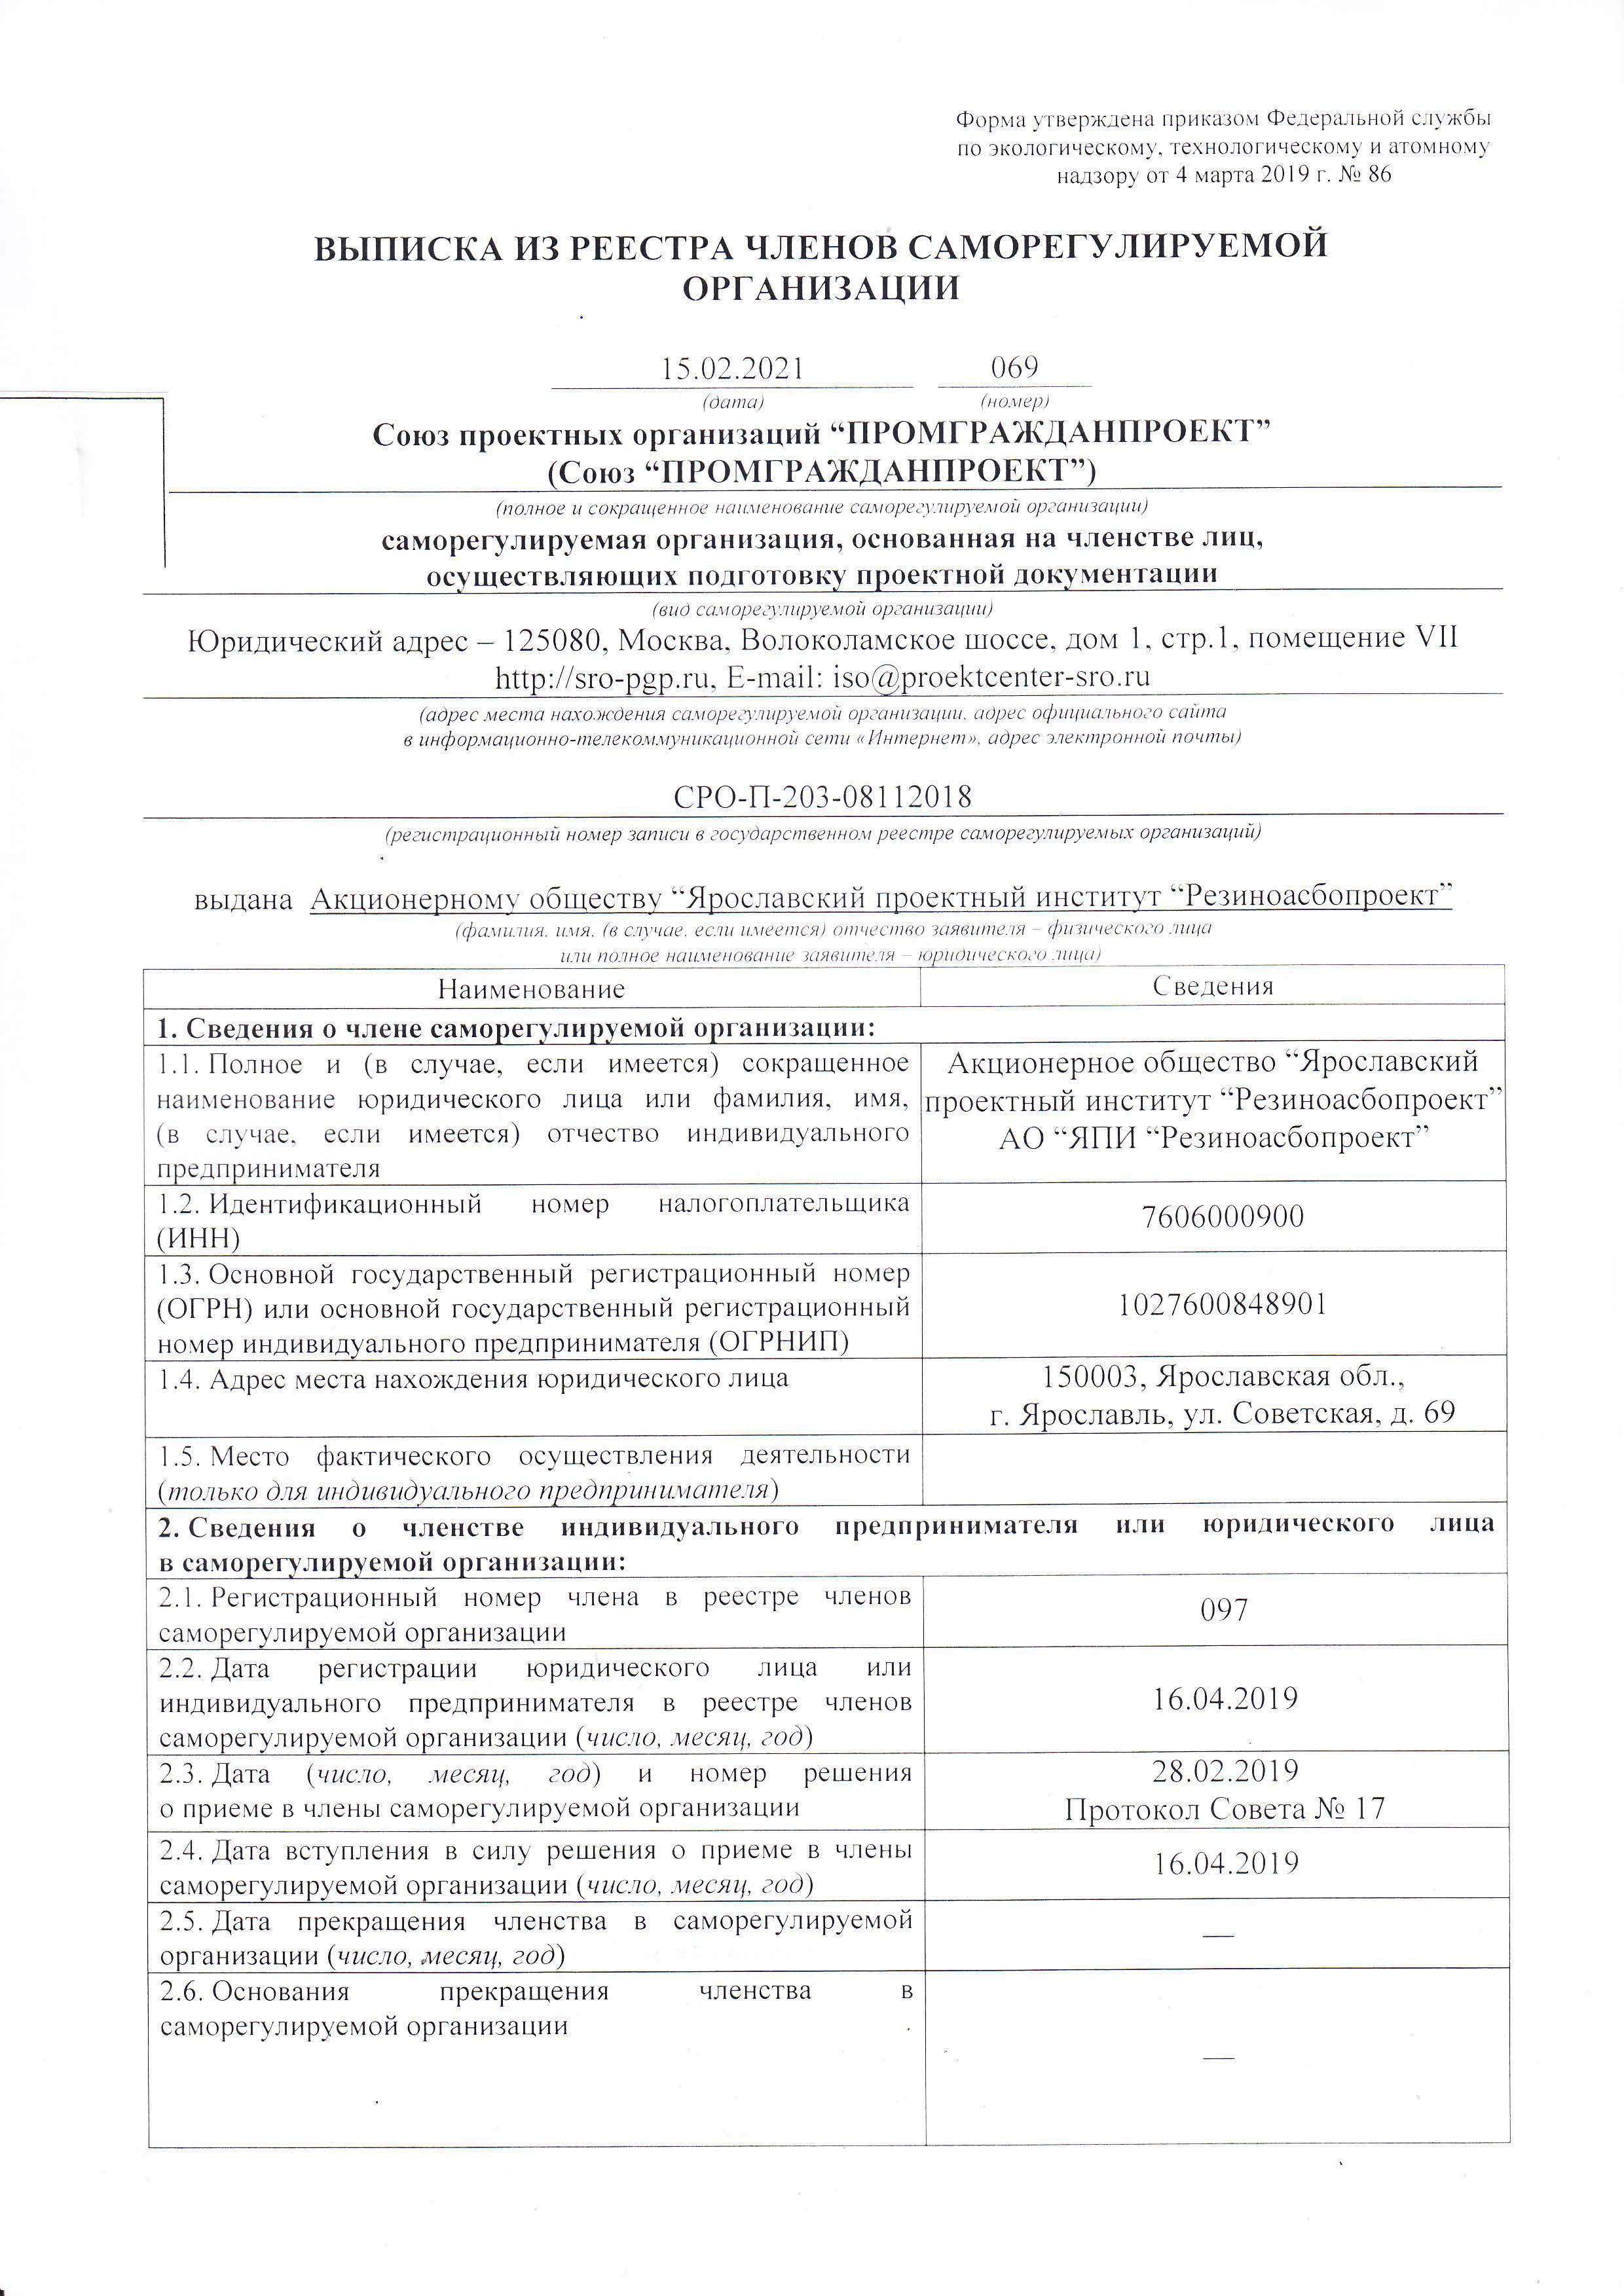 Форма утверждена приказом Федеральной службы
по экологическому, технологическому и атомному
надзору от 4 марта 2019 г. № 86
ВЫПИСКА ИЗ РЕЕСТРА ЧЛЕНОВ САМОРЕГУЛИРУЕМОЙ
ОРГАНИЗАЦИИ
15.02.2021 069
(дата) (номер)
Союз проектных организаций “ПРОМГРАЖДАНПРОЕКТ”
(Союз “ПРОМГРАЖДАНПРОЕКТ”)
(полное и сокращенное наименование саморегулируемой организации)
саморегулируемая организация, основанная на членстве лиц,
осуществляющих подготовку проектной документации
(вид саморегулируемой организации)
Юридический адрес – 125080, Москва, Волоколамское шоссе, дом 1, стр.1, помещение VII
http://sro-pgp.ru, E-mail: iso@proektcenter-sro.ru
(адрес места нахождения саморегулируемой организации, адрес официального сайта
в информационно-телекоммуникационной сети «Интернет», адрес электронной почты)
СРО-П-203-08112018
(регистрационный номер записи в государственном реестре саморегулируемых организаций)
выдана Акционерному обществу “Ярославский проектный институт “Резиноасбопроект”
(фамилия, имя, (в случае, если имеется) отчество заявителя – физического лица
или полное наименование заявителя – юридического лица)
Наименование Сведения
1. Сведения о члене саморегулируемой организации:
1.1. Полное и (в случае, если имеется) сокращенное
наименование юридического лица или фамилия, имя,
(в случае, если имеется) отчество индивидуального
предпринимателя
Акционерное общество “Ярославский
проектный институт “Резиноасбопроект”
АО “ЯПИ “Резиноасбопроект”
1.2. Идентификационный номер налогоплательщика
(ИНН)
7606000900
1.3. Основной государственный регистрационный номер
(ОГРН) или основной государственный регистрационный
номер индивидуального предпринимателя (ОГРНИП)
1027600848901
1.4. Адрес места нахождения юридического лица
150003, Ярославская обл.,
г. Ярославль, ул. Советская, д. 69
1.5. Место фактического осуществления деятельности
(только для индивидуального предпринимателя)
2. Сведения о членстве индивидуального предпринимателя или юридического лица
в саморегулируемой организации:
2.1. Регистрационный номер члена в реестре членов
саморегулируемой организации
097
2.2. Дата регистрации юридического лица или
индивидуального предпринимателя в реестре членов
саморегулируемой организации (число, месяц, год)
16.04.2019
2.3. Дата (число, месяц, год) и номер решения
о приеме в члены саморегулируемой организации
28.02.2019
Протокол Совета № 17
2.4. Дата вступления в силу решения о приеме в члены
саморегулируемой организации (число, месяц, год)
16.04.2019
2.5. Дата прекращения членства в саморегулируемой
организации (число, месяц, год)
—
2.6. Основания прекращения членства в
саморегулируемой организации
—